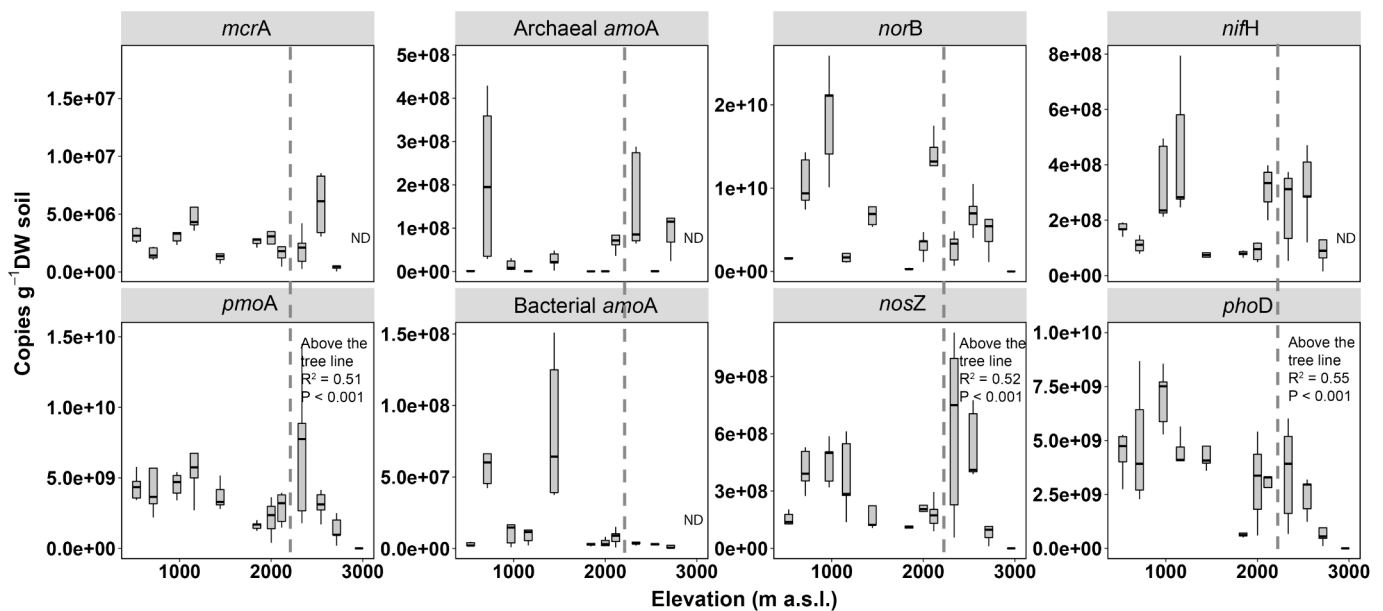 mcrA
Archaeal amoA
norB
nifH
Copies g⁻¹DW soil
1.5e+07
1.0e+07
5.0e+06
0.0e+00
ND
5e+08
4e+08
3e+08
2e+08
1e+08
0e+00
ND
2e+10
1e+10
0e+00
8e+08
6e+08
4e+08
2e+08
0e+00
ND
pmoA
Bacterial amoA
nosZ
phoD
1.5e+10
1.0e+10
5.0e+09
0.0e+00
Above the
tree line
R² = 0.51
P < 0.001
1.5e+08
1.0e+08
5.0e+07
0.0e+00
ND
9e+08
6e+08
3e+08
0e+00
Above the
tree line
R² = 0.52
P < 0.001
1.0e+10
7.5e+09
5.0e+09
2.5e+09
0.0e+00
Above the
tree line
R² = 0.55
P < 0.001
1000 2000 3000
1000 2000 3000
1000 2000 3000
1000 2000 3000
Elevation (m a.s.l.)